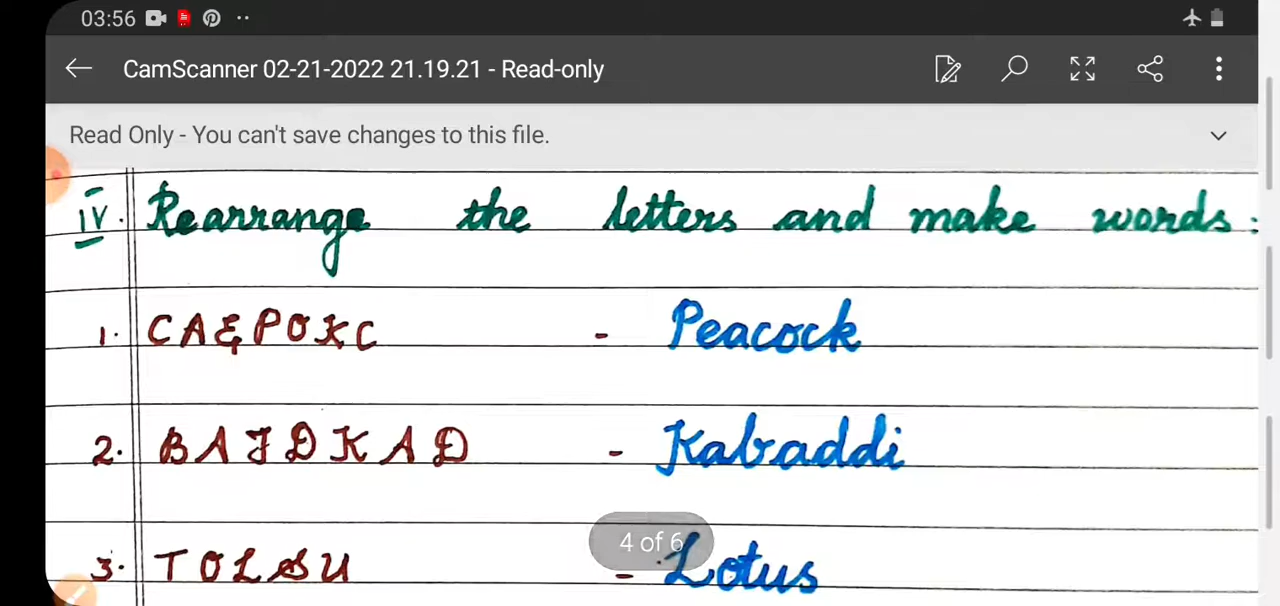 03:56
CamScanner 02-21-2022 21.19.21 - Read-only
Read Only - You can't save changes to this file.
IV. Rearrange the letters and make words:
1. CAEPOKC - Peacock
2. BAIDKAD - Kabaddi
3. TOLSU - Lotus
4 of 6